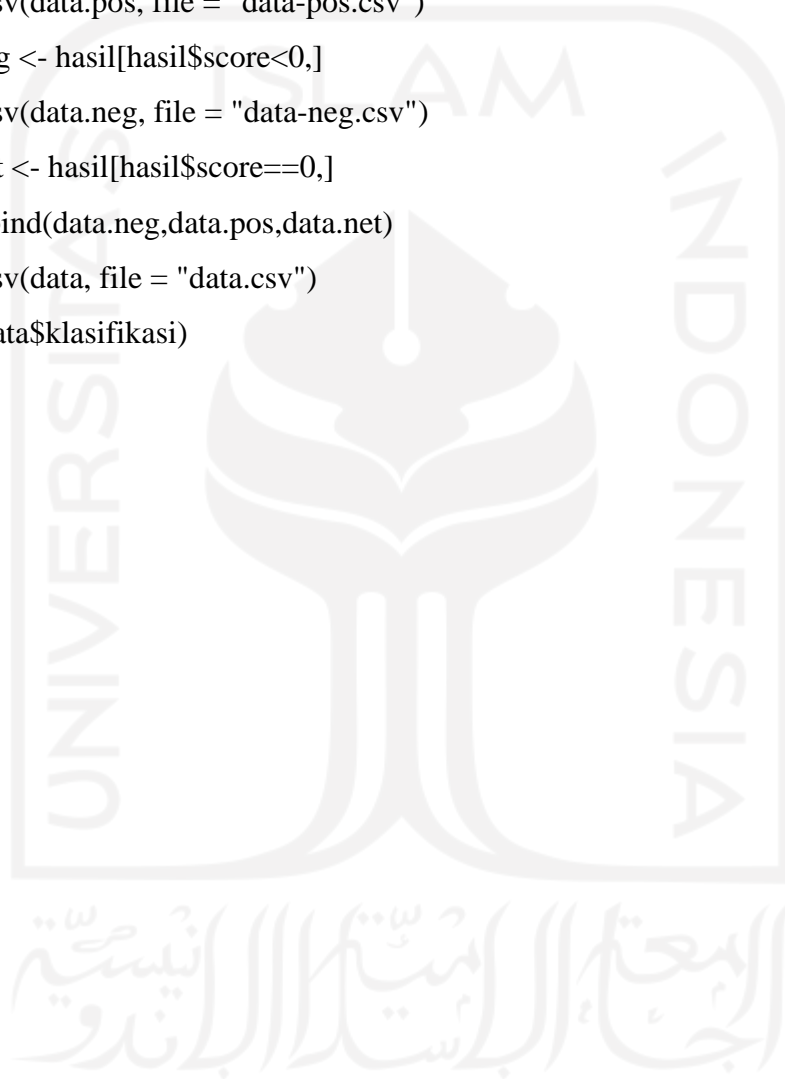 sv(data.pos, file = "data-pos.csv")
g <- hasil[hasil$score<0,]
sv(data.neg, file = "data-neg.csv")
t <- hasil[hasil$score==0,]
bind(data.neg,data.pos,data.net)
sv(data, file = "data.csv")
ata$klasifikasi)
ISLAM
UNIVERSITAS
INDONESIA